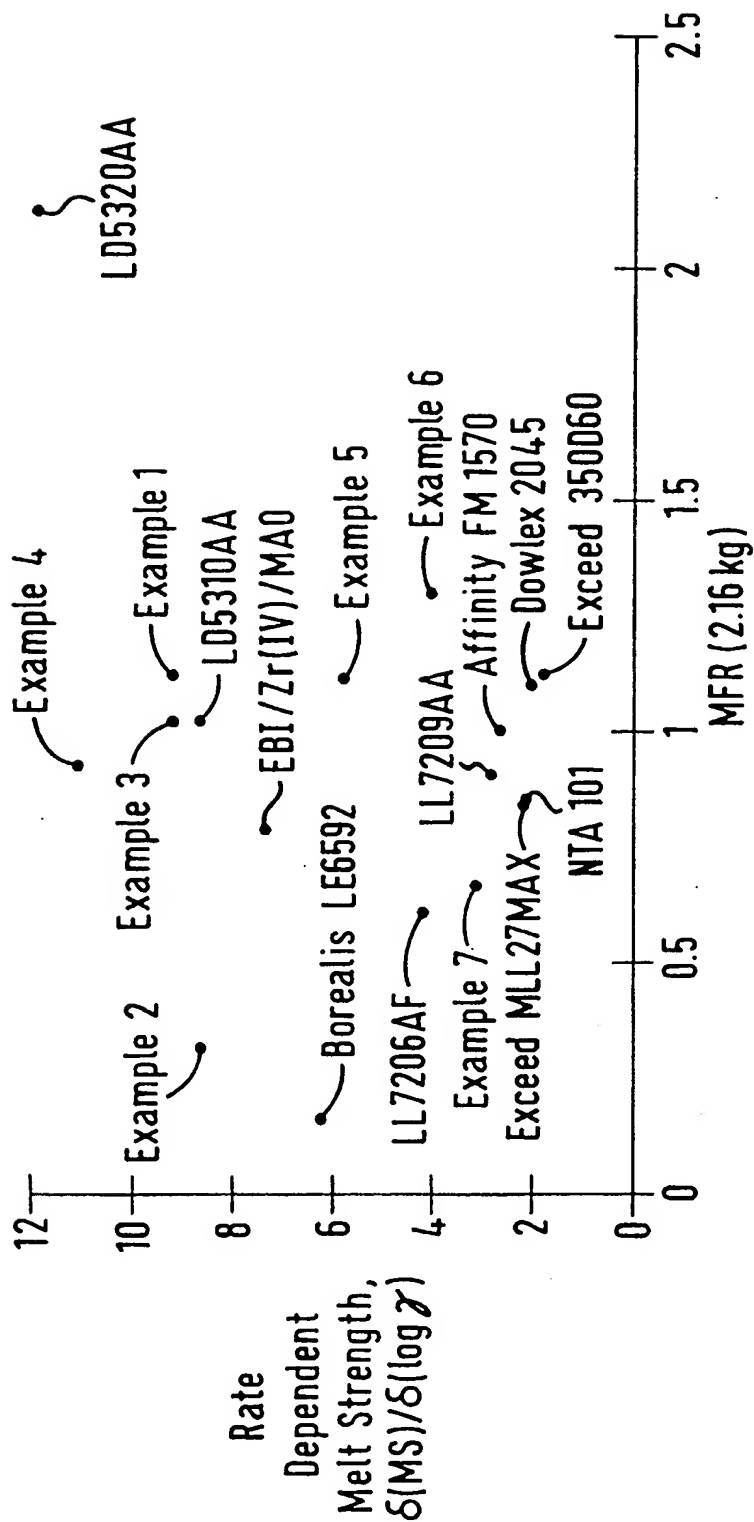 Rate
Dependent
Melt Strength,
δ(MS)/δ(log γ)
12
10
8
6
4
2
0
0
0.5
1
1.5
2
2.5
MFR (2.16 kg)
Example 4
LD5320AA
Example 3
Example 1
LD5310AA
Example 2
EBI/Zr(IV)/MAO
Borealis LE6592
Example 5
LL7206AF
Example 6
Example 7
LL7209AA
Affinity FM 1570
Exceed MLL27MAX
NTA 101
Dowlex 2045
Exceed 350D60